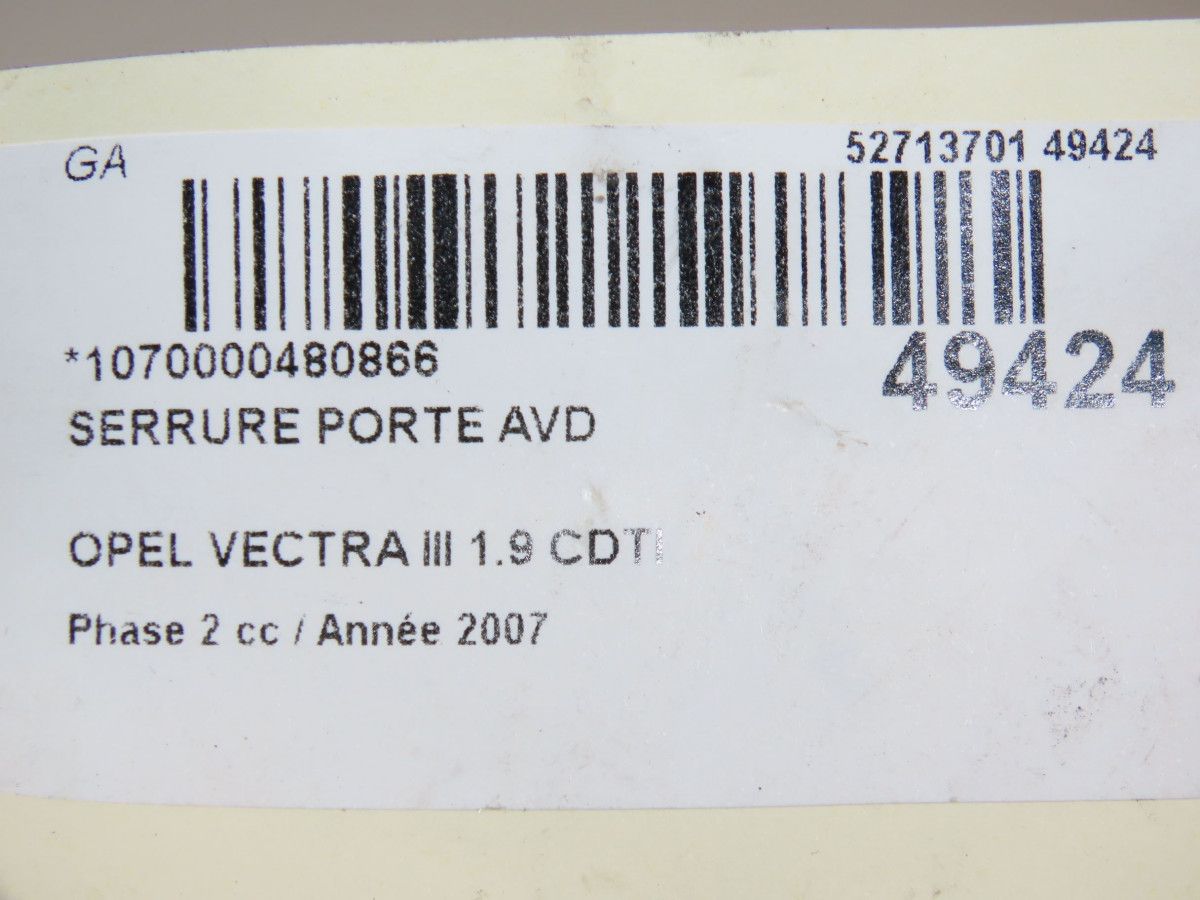 GA
52713701 49424
*1070000480866
49424
SERRURE PORTE AVD
OPEL VECTRA III 1.9 CDTI
Phase 2 cc / Année 2007